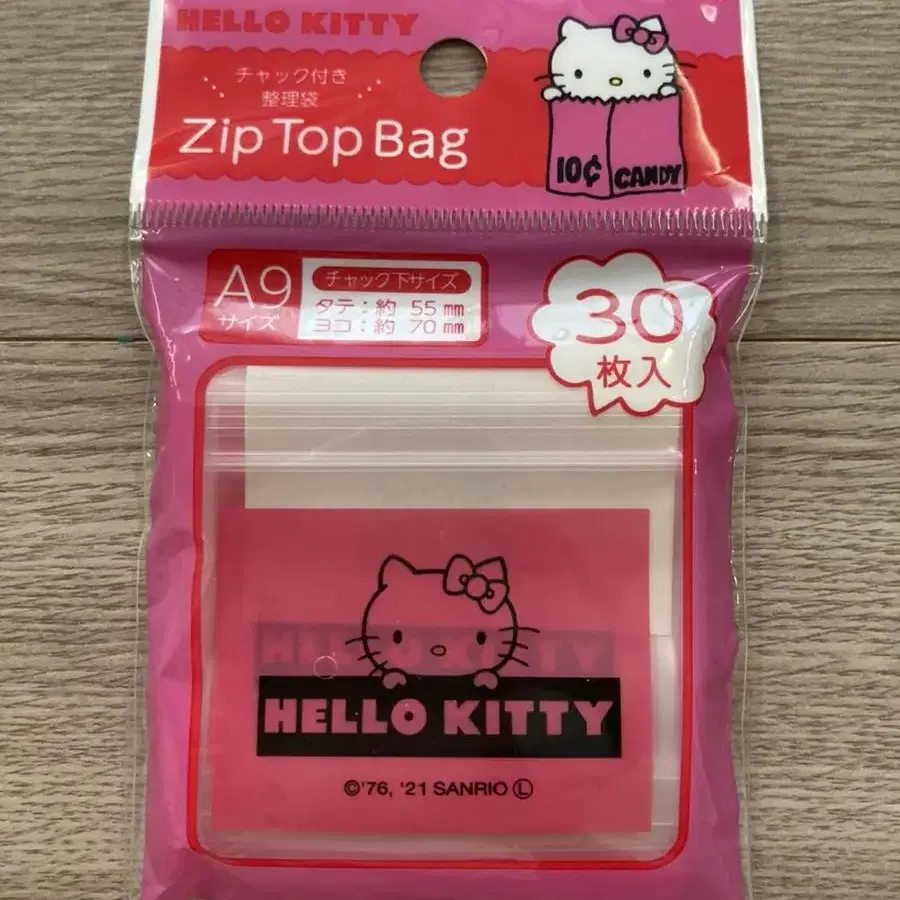 HELLO KITTY
チャック付き
整理袋
Zip Top Bag
10¢ CANDY
A9
サイズ
チャック下サイズ
タテ：約 55 mm
ヨコ：約 70 mm
30
枚入
HELLO KITTY
HELLO KITTY
©'76, '21 SANRIO Ⓛ